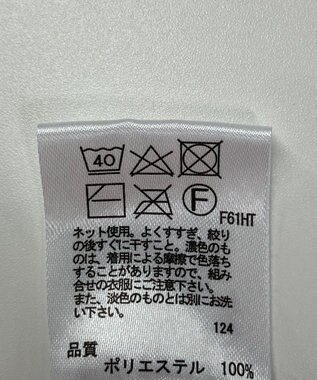 40
F
F61HT
ネット使用。よくすすぎ、絞り
の後すぐに干すこと。濃色のも
のは、着用による摩擦で色落ち
することがありますので、組み
合せの衣服にご注意下さい。
また、淡色のものとは別にお洗
い下さい。
124
品質
ポリエステル 100%